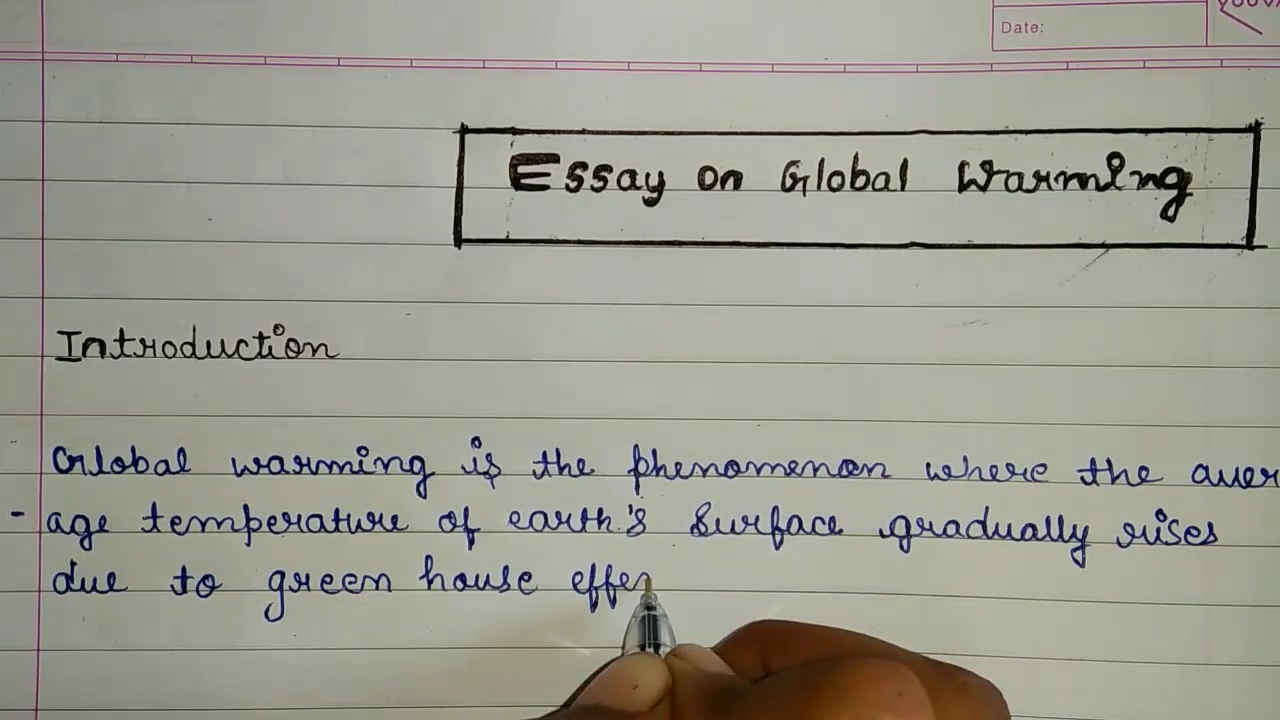 Date:
Essay on Global Warming
Introduction
Global warming is the phenomenon where the aver
- age temperature of earth's surface gradually rises
due to green house effe